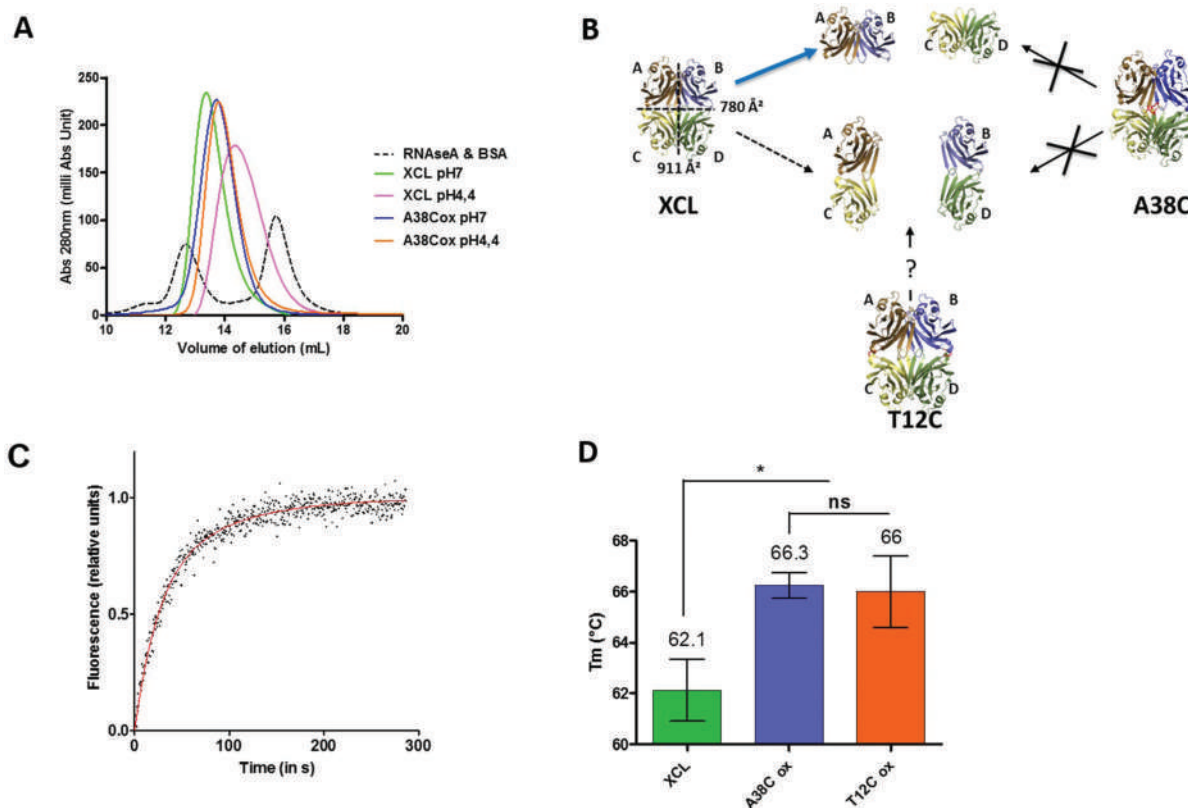 A
Abs 280nm (milli Abs Unit)
250
200
150
100
50
0
10 12 14 16 18 20
Volume of elution (mL)
RNAseA & BSA
XCL pH7
XCL pH4,4
A38Cox pH7
A38Cox pH4,4
B
A B
C D
780 Å²
911 Å²
XCL
A B
C D
A B
C D
A38C
?
A B
C D
T12C
C
Fluorescence (relative units)
1.0
0.5
0.0
0 100 200 300
Time (in s)
D
*
ns
62.1
66.3
66
Tm (°C)
68
66
64
62
60
XCL
A38C ox
T12C ox